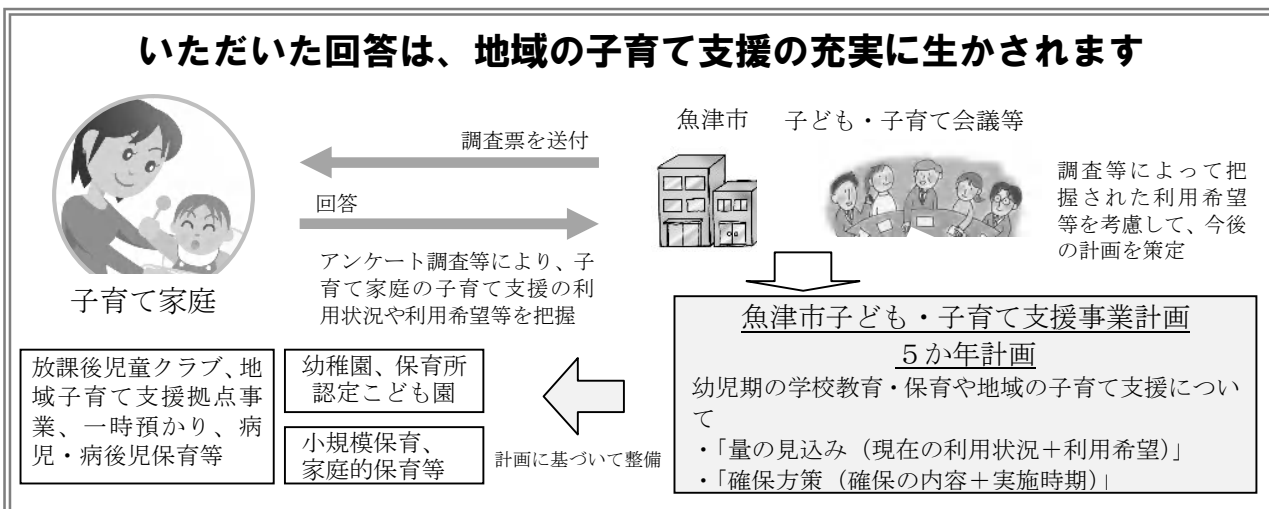 いただいた回答は、地域の子育て支援の充実に生かされます
魚津市
子ども・子育て会議等
調査票を送付
回答
アンケート調査等により、子
育て家庭の子育て支援の利
用状況や利用希望等を把握
子育て家庭
調査等によって把
握された利用希望
等を考慮して、今後
の計画を策定
魚津市子ども・子育て支援事業計画
５か年計画
幼児期の学校教育・保育や地域の子育て支援につい
て
・「量の見込み（現在の利用状況＋利用希望）」
・「確保方策（確保の内容＋実施時期）」
計画に基づいて整備
幼稚園、保育所
認定こども園
小規模保育、
家庭的保育等
放課後児童クラブ、地
域子育て支援拠点事
業、一時預かり、病
児・病後児保育等